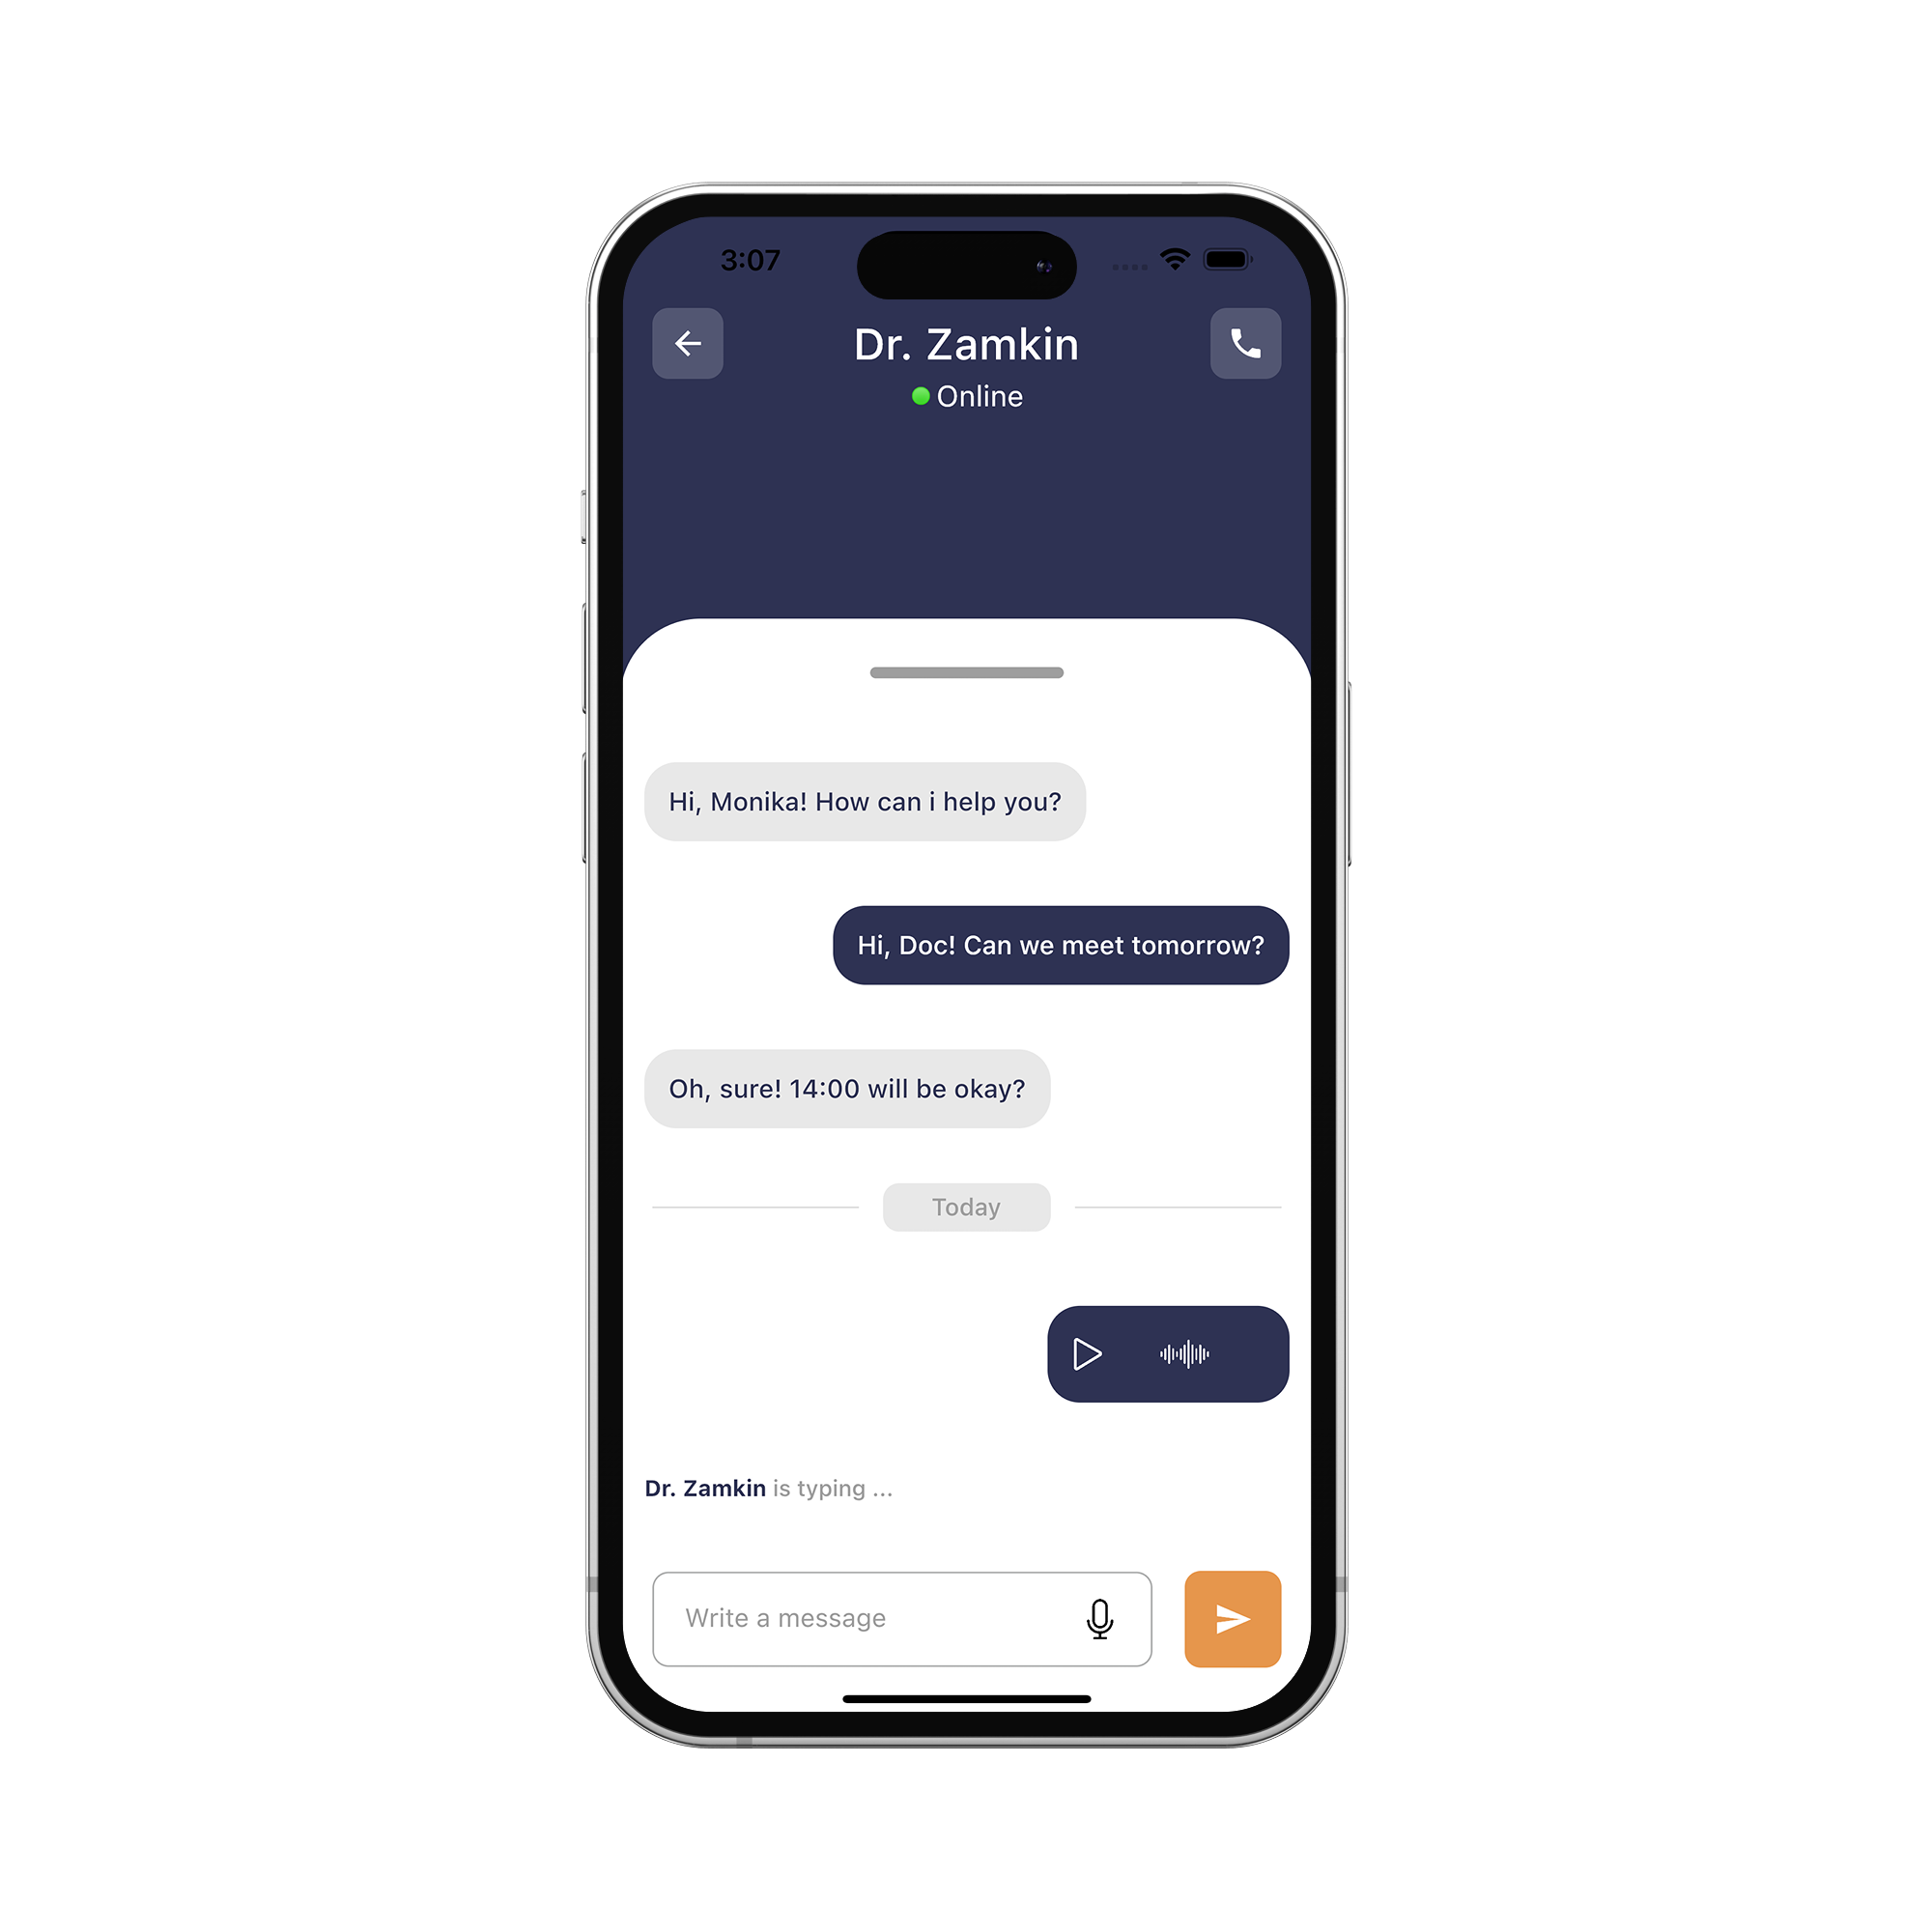 3:07
Dr. Zamkin
Online
Hi, Monika! How can i help you?
Hi, Doc! Can we meet tomorrow?
Oh, sure! 14:00 will be okay?
Today
Dr. Zamkin is typing ...
Write a message